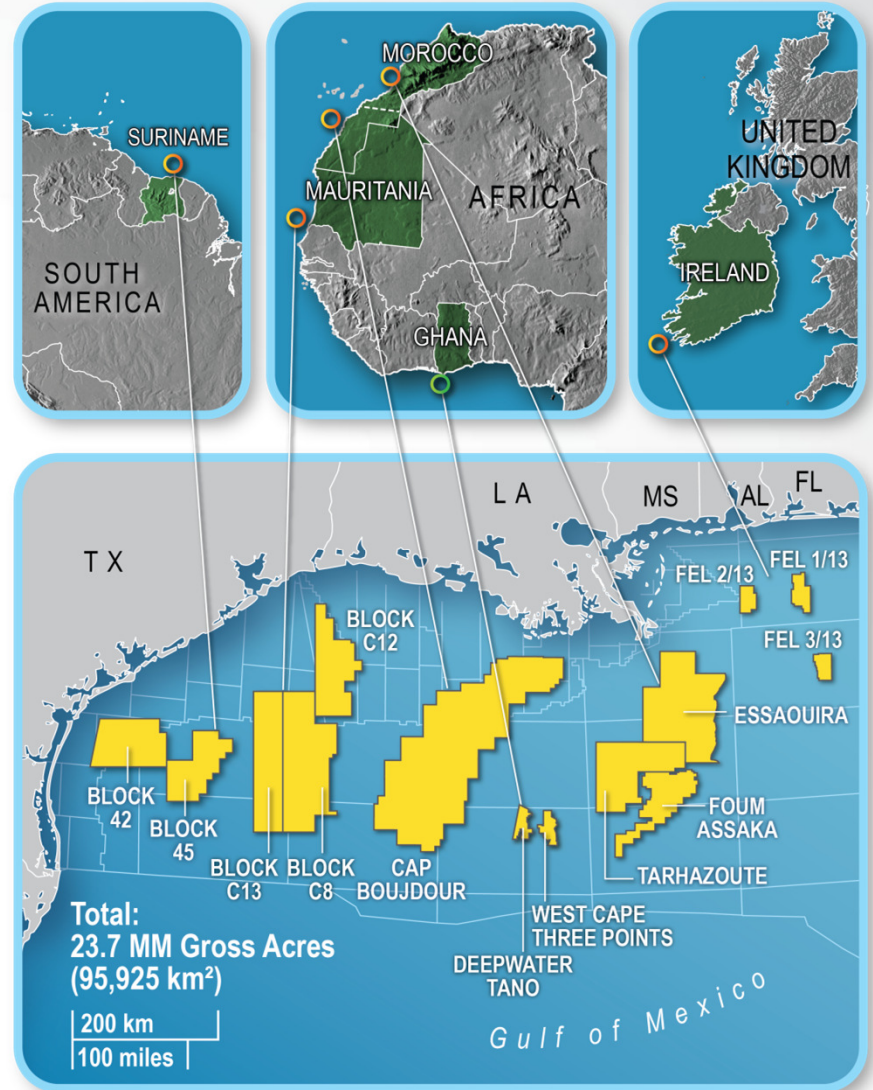 SURINAME
SOUTH
AMERICA
MOROCCO
MAURITANIA
AFRICA
GHANA
UNITED
KINGDOM
IRELAND
TX
LA
MS
AL
FL
FEL 2/13
FEL 1/13
FEL 3/13
BLOCK
C12
ESSAOUIRA
BLOCK
42
BLOCK
45
BLOCK
C13
BLOCK
C8
CAP
BOUJDOUR
FOUM
ASSAKA
TARHAZOUTE
WEST CAPE
THREE POINTS
DEEPWATER
TANO
Total:
23.7 MM Gross Acres
(95,925 km²)
200 km
100 miles
Gulf of Mexico